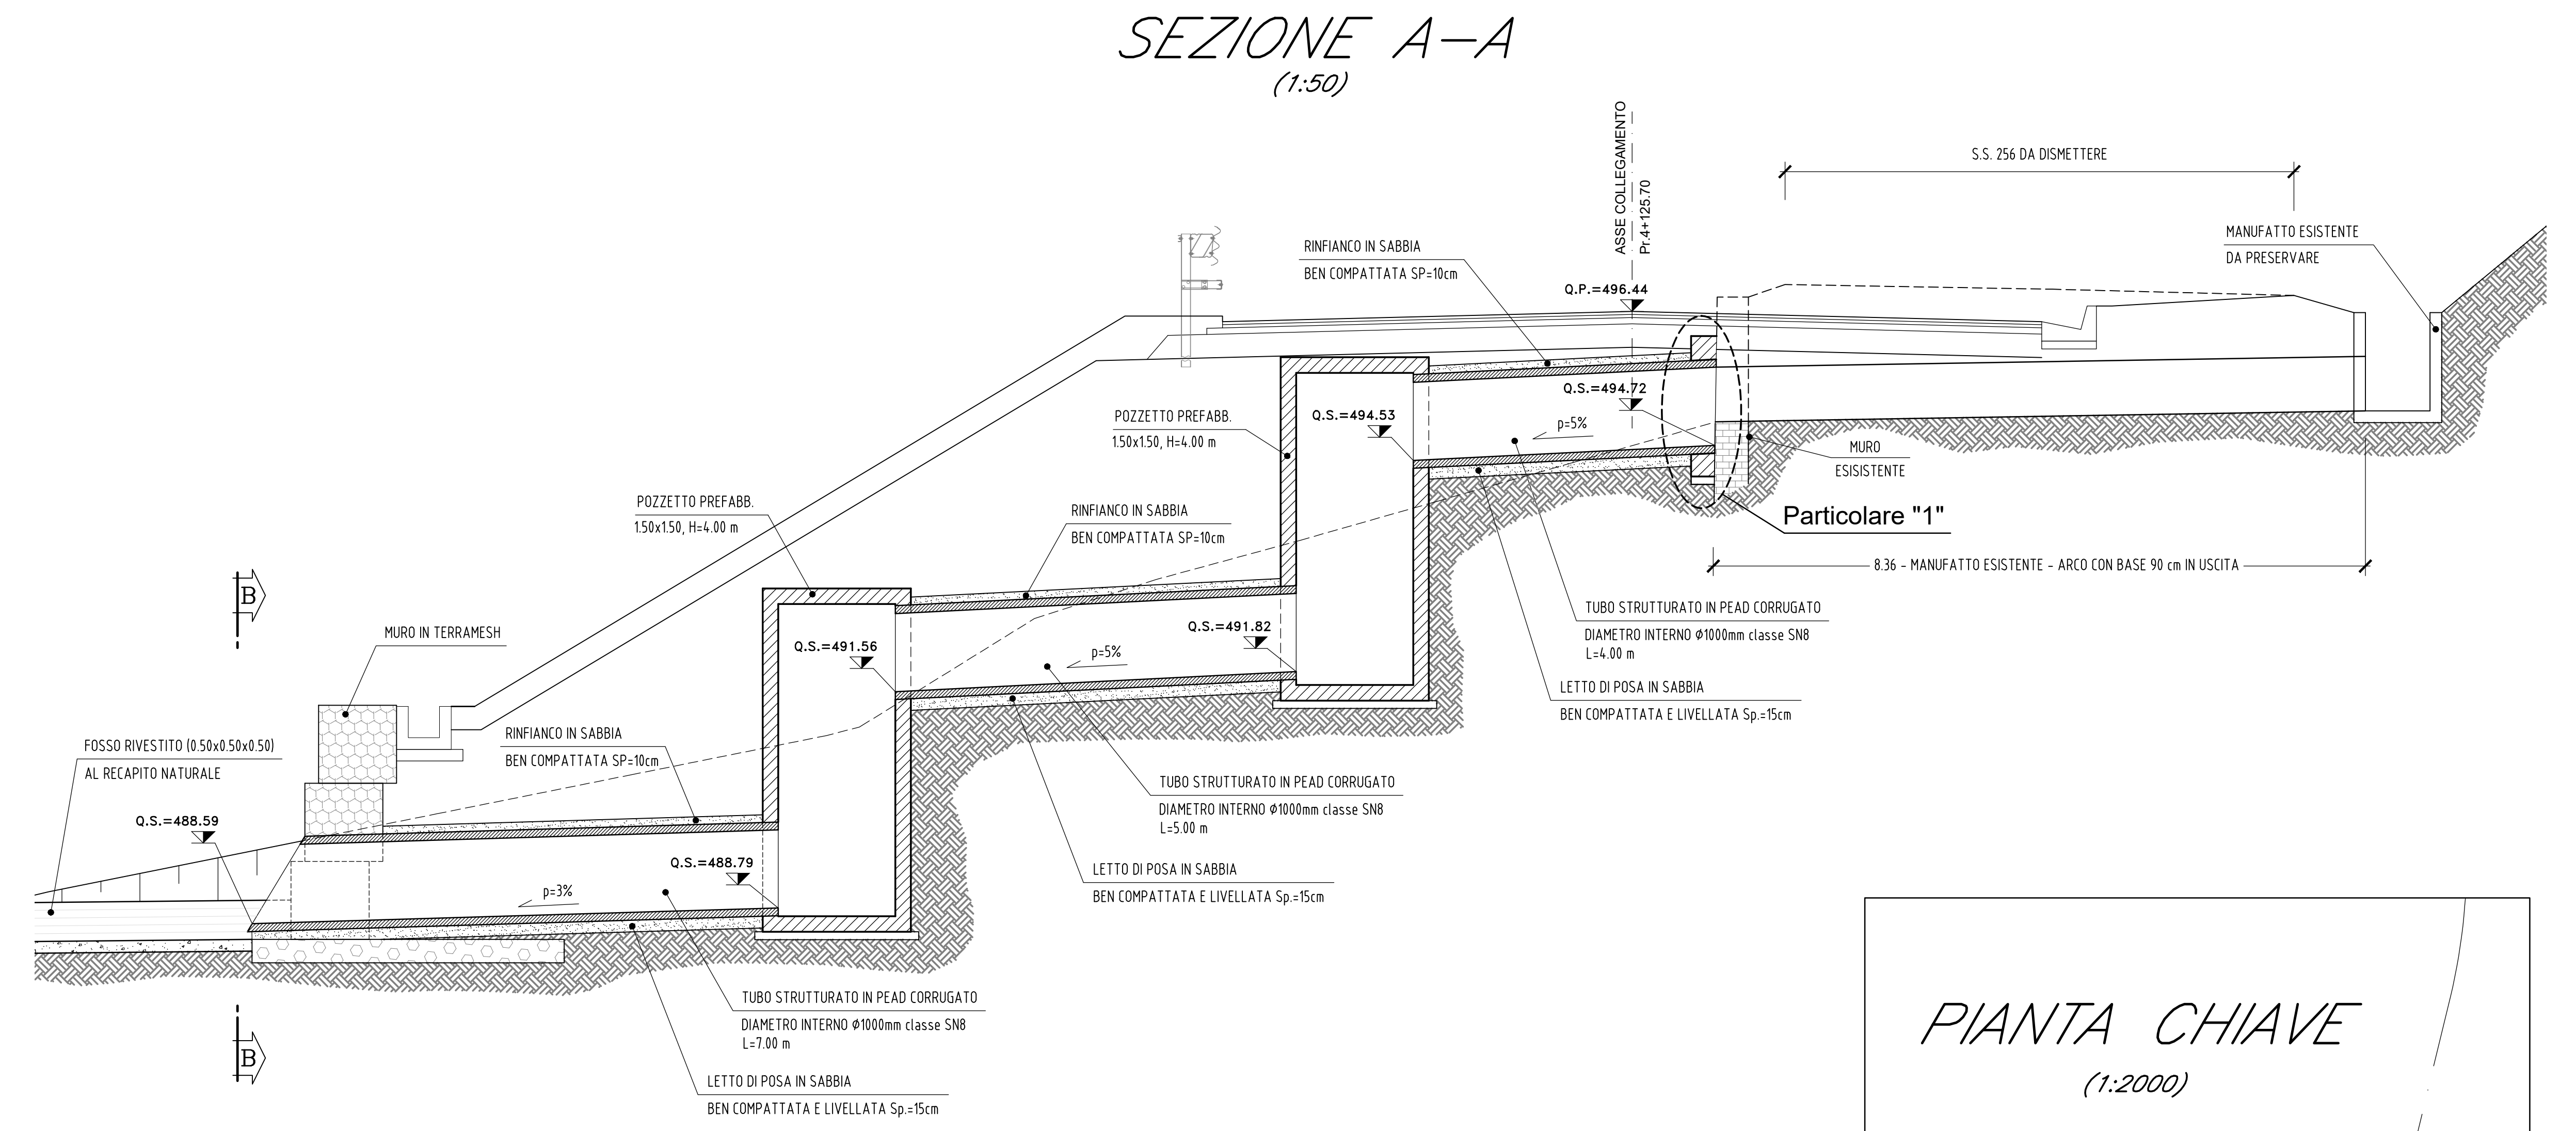 SEZIONE A-A
(1:50)
ASSE COLLEGAMENTO
Pr.4+125.70
S.S. 256 DA DISMETTERE
MANUFATTO ESISTENTE
DA PRESERVARE
RINFIANCO IN SABBIA
BEN COMPATTATA SP=10cm
Q.P.=496.44
Q.S.=494.72
Q.S.=494.53
p=5%
POZZETTO PREFABB.
1.50x1.50, H=4.00 m
MURO
ESISISTENTE
Particolare "1"
8.36 - MANUFATTO ESISTENTE - ARCO CON BASE 90 cm IN USCITA
POZZETTO PREFABB.
1.50x1.50, H=4.00 m
RINFIANCO IN SABBIA
BEN COMPATTATA SP=10cm
B
MURO IN TERRAMESH
Q.S.=491.56
Q.S.=491.82
p=5%
TUBO STRUTTURATO IN PEAD CORRUGATO
DIAMETRO INTERNO Φ1000mm classe SN8
L=4.00 m
LETTO DI POSA IN SABBIA
BEN COMPATTATA E LIVELLATA Sp.=15cm
FOSSO RIVESTITO (0.50x0.50x0.50)
AL RECAPITO NATURALE
RINFIANCO IN SABBIA
BEN COMPATTATA SP=10cm
Q.S.=488.59
Q.S.=488.79
p=3%
TUBO STRUTTURATO IN PEAD CORRUGATO
DIAMETRO INTERNO Φ1000mm classe SN8
L=5.00 m
LETTO DI POSA IN SABBIA
BEN COMPATTATA E LIVELLATA Sp.=15cm
TUBO STRUTTURATO IN PEAD CORRUGATO
DIAMETRO INTERNO Φ1000mm classe SN8
L=7.00 m
B
LETTO DI POSA IN SABBIA
BEN COMPATTATA E LIVELLATA Sp.=15cm
PIANTA CHIAVE
(1:2000)